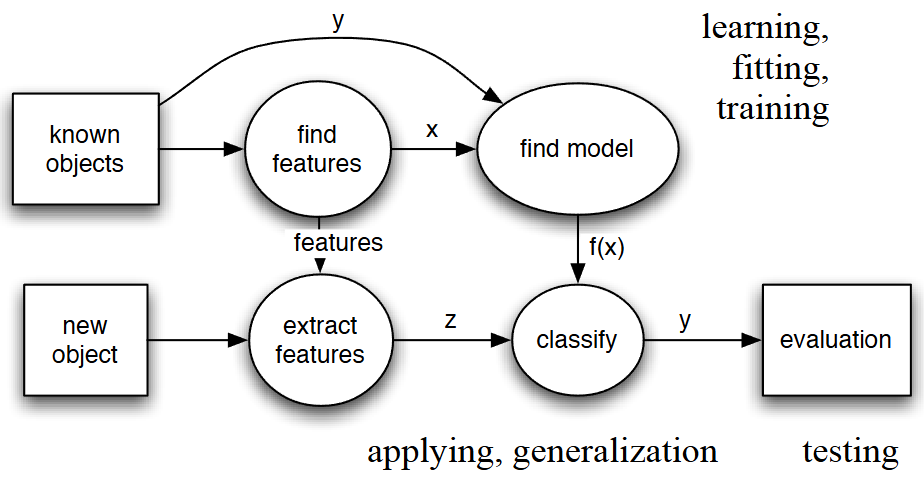 y
learning,
fitting,
training
known
objects
find
features
x
find model
features
f(x)
new
object
extract
features
z
classify
y
evaluation
applying, generalization
testing